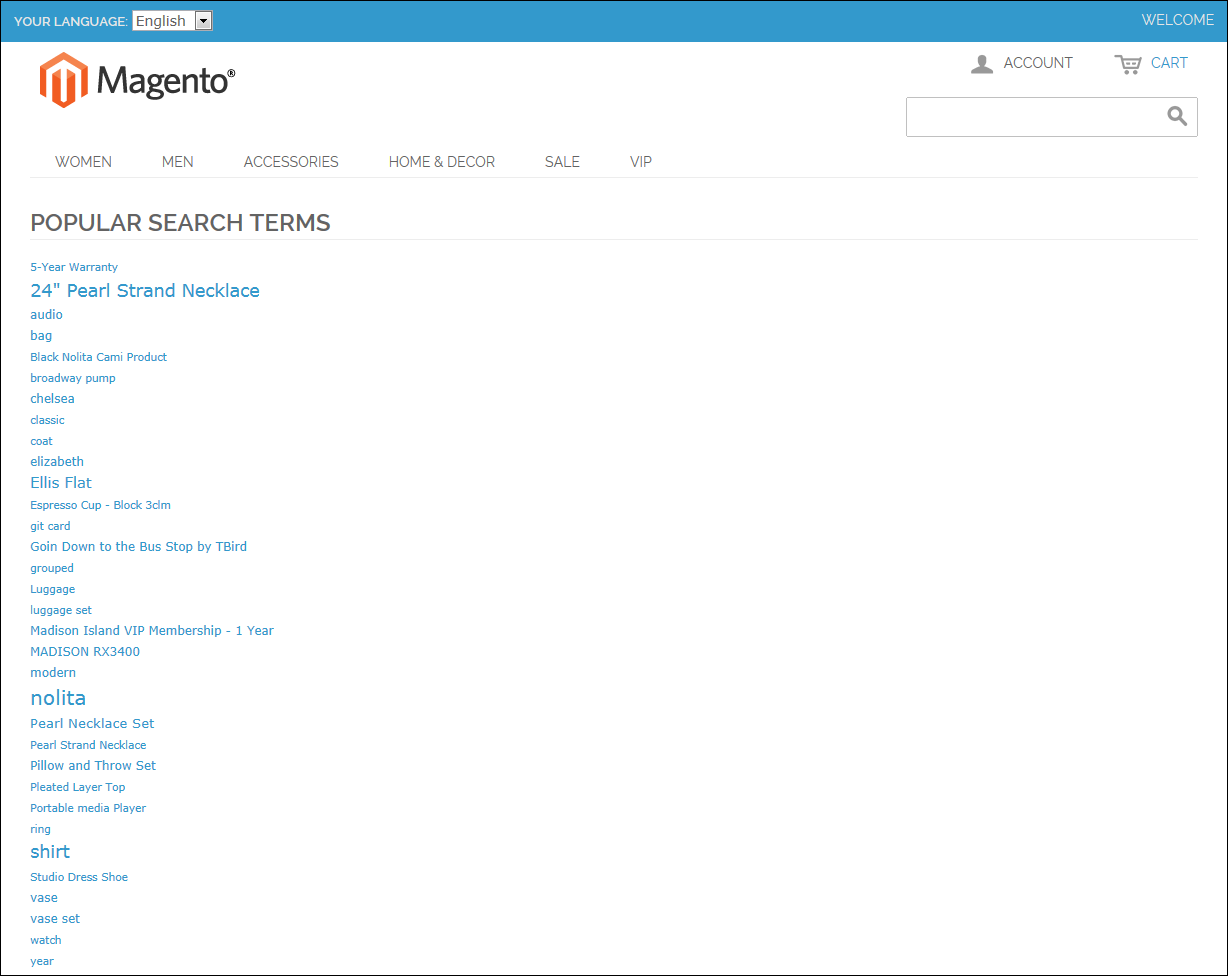 YOUR LANGUAGE: English WELCOME
Magento®
ACCOUNT CART
WOMEN MEN ACCESSORIES HOME & DECOR SALE VIP
POPULAR SEARCH TERMS
5-Year Warranty
24" Pearl Strand Necklace
audio
bag
Black Nolita Cami Product
broadway pump
chelsea
classic
coat
elizabeth
Ellis Flat
Espresso Cup - Block 3clm
git card
Goin Down to the Bus Stop by TBird
grouped
Luggage
luggage set
Madison Island VIP Membership - 1 Year
MADISON RX3400
modern
nolita
Pearl Necklace Set
Pearl Strand Necklace
Pillow and Throw Set
Pleated Layer Top
Portable media Player
ring
shirt
Studio Dress Shoe
vase
vase set
watch
year